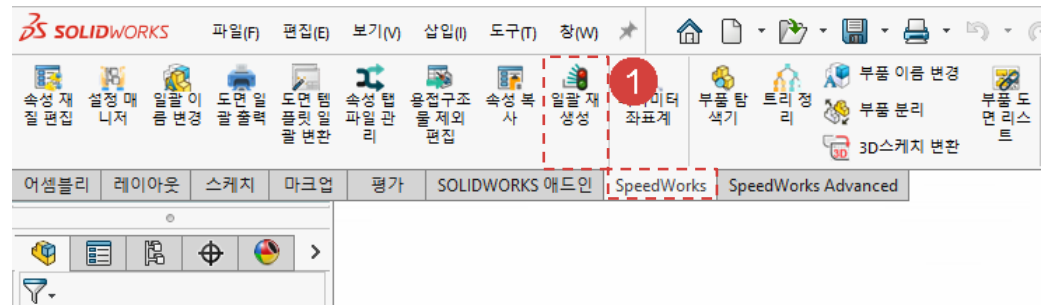 SOLIDWORKS 파일(F) 편집(E) 보기(V) 삽입(I) 도구(T) 창(W)
속성 재질 편집
설정 매니저
일괄 이름 변경
도면 일괄 출력
도면 템플릿 일괄 변환
속성 탭 파일 관리
용접구조물 제외 편집
속성 복사
일괄 재생성
1
미터 좌표계
부품 탐색기
트리 정리
부품 이름 변경
부품 분리
3D스케치 변환
부품 도면 리스트
어셈블리 레이아웃 스케치 마크업 평가 SOLIDWORKS 애드인 SpeedWorks SpeedWorks Advanced